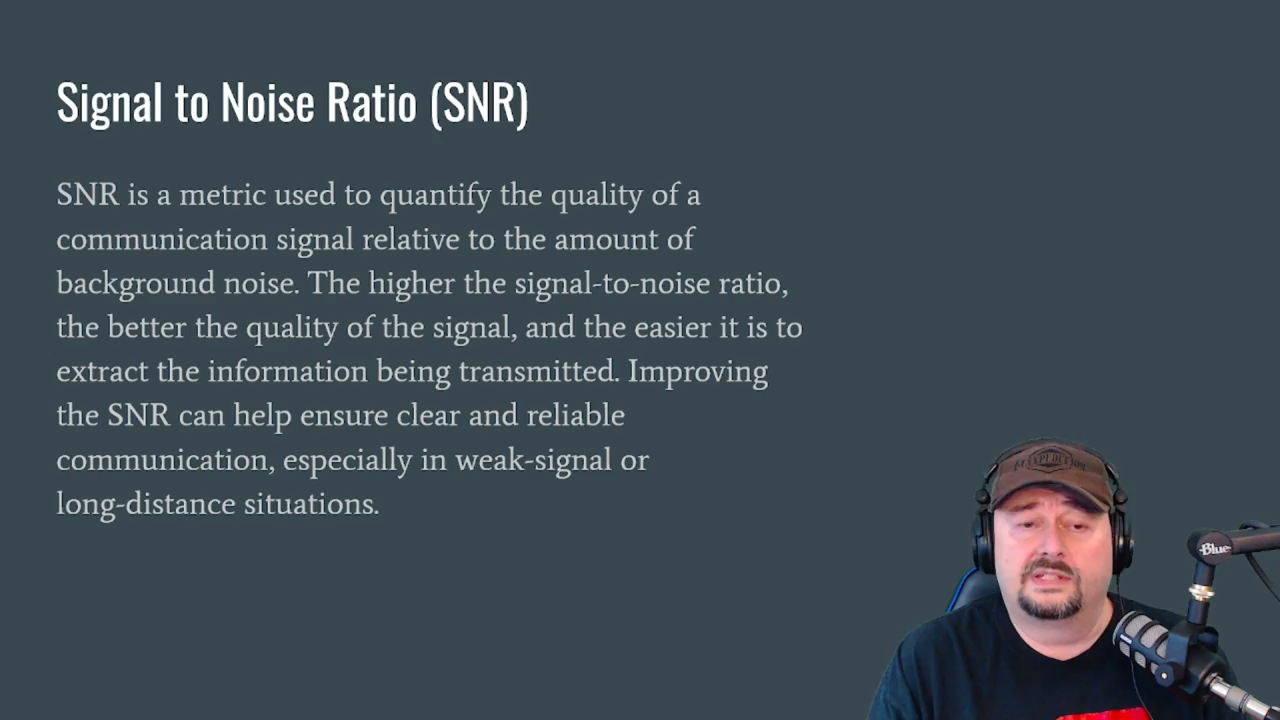 Signal to Noise Ratio (SNR)
SNR is a metric used to quantify the quality of a
communication signal relative to the amount of
background noise. The higher the signal-to-noise ratio,
the better the quality of the signal, and the easier it is to
extract the information being transmitted. Improving
the SNR can help ensure clear and reliable
communication, especially in weak-signal or
long-distance situations.
Blue